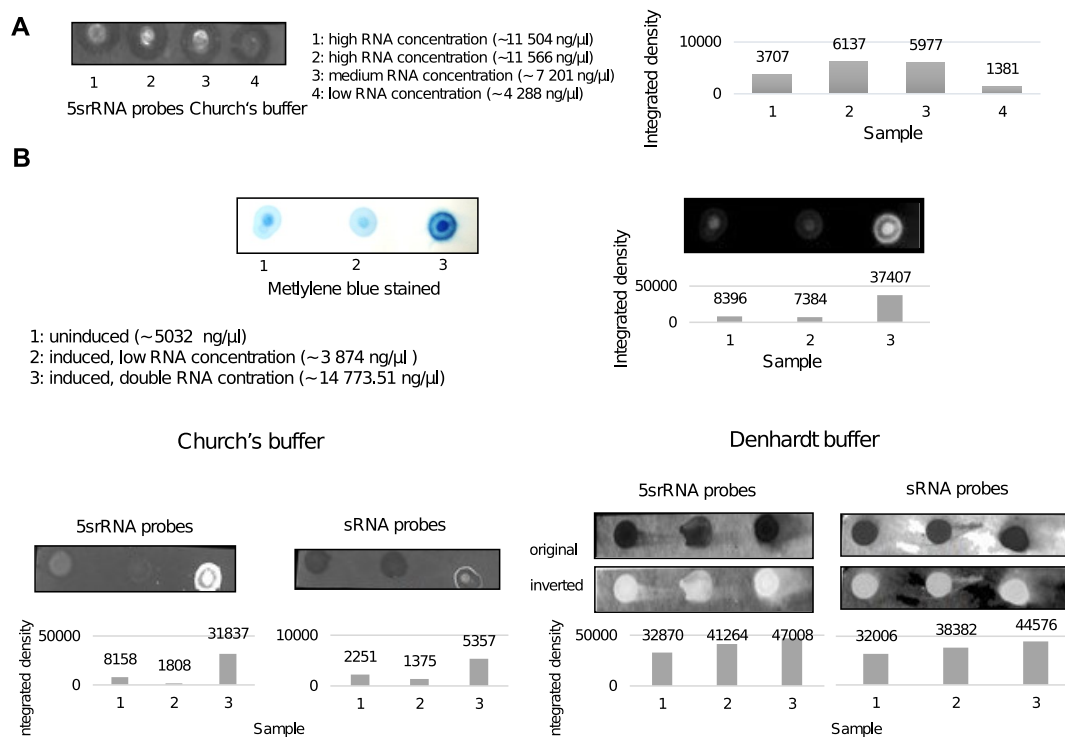 A
1
2
3
4
5srRNA probes Church's buffer
1: high RNA concentration (~11 504 ng/µl)
2: high RNA concentration (~11 566 ng/µl)
3: medium RNA concentration (~7 201 ng/µl)
4: low RNA concentration (~4 288 ng/µl)
Integrated density
10000
0
3707
6137
5977
1381
1
2
3
4
Sample
B
1
2
3
Metlylene blue stained
1: uninduced (~5032 ng/µl)
2: induced, low RNA concentration (~3 874 ng/µl )
3: induced, double RNA contration (~14 773.51 ng/µl)
Integrated density
50000
0
8396
7384
37407
1
2
3
Sample
Church's buffer
5srRNA probes
sRNA probes
ntegrated density
50000
0
8158
1808
31837
1
2
3
10000
0
2251
1375
5357
1
2
3
Sample
Denhardt buffer
5srRNA probes
sRNA probes
original
inverted
ntegrated density
50000
0
32870
41264
47008
1
2
3
32006
38382
44576
1
2
3
Sample